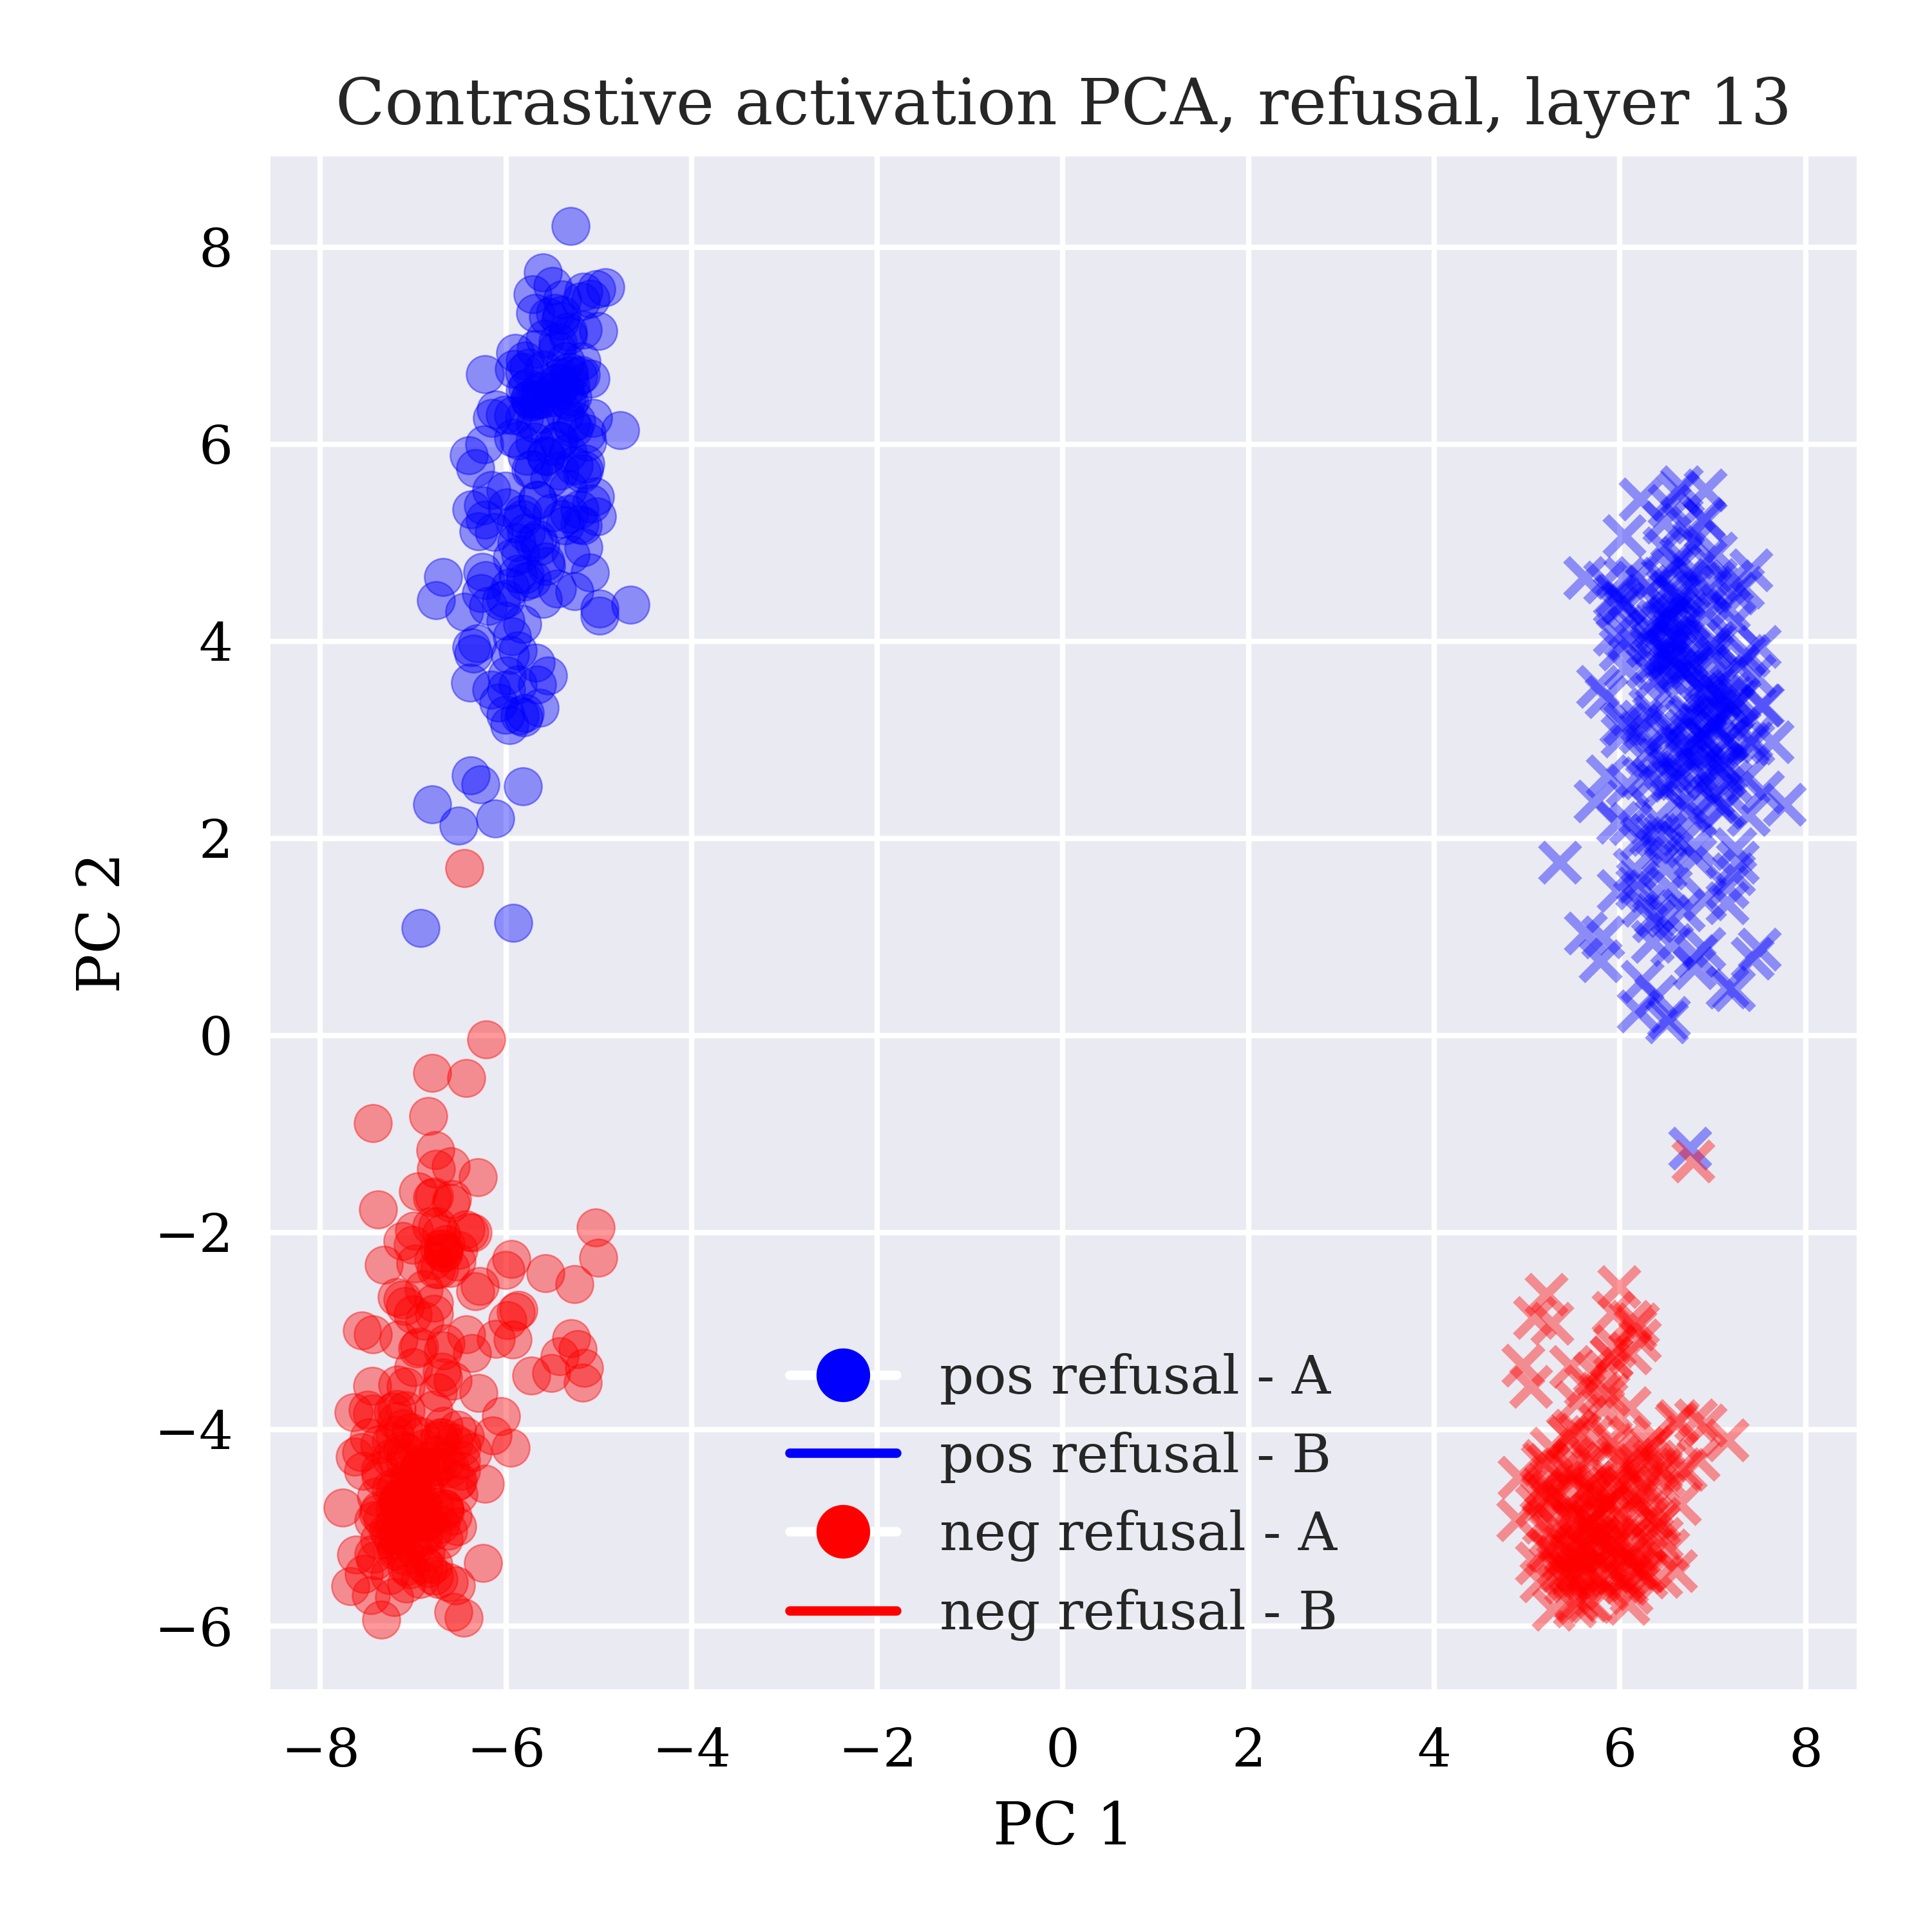 Contrastive activation PCA, refusal, layer 13
8
6
4
2
0
−2
−4
−6
PC 2
pos refusal - A
pos refusal - B
neg refusal - A
neg refusal - B
−8 −6 −4 −2 0 2 4 6 8
PC 1